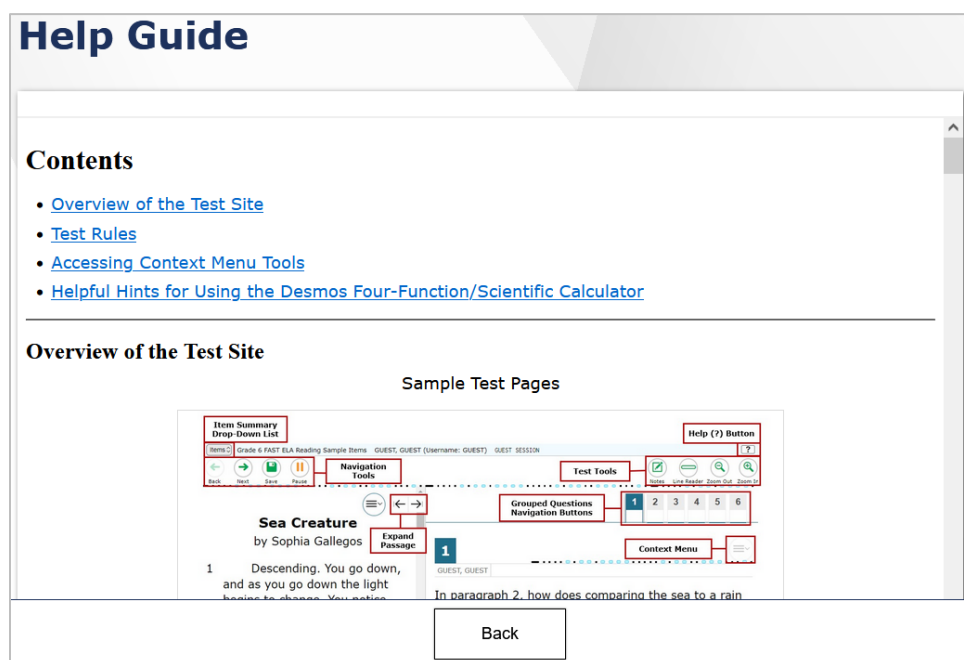 Help Guide
Contents
Overview of the Test Site
Test Rules
Accessing Context Menu Tools
Helpful Hints for Using the Desmos Four-Function/Scientific Calculator
Overview of the Test Site
Sample Test Pages
Item Summary
Drop-Down List
Help (?) Button
Items
Grade 6 FAST ELA Reading Sample Items GUEST, GUEST (Username: GUEST) GUEST SESSION
?
Navigation
Tools
Test Tools
Back Next Save Pause
Notes Line Reader Zoom Out Zoom In
Grouped Questions
Navigation Buttons
1 2 3 4 5 6
Sea Creature
by Sophia Gallegos
Expand
Passage
1
Context Menu
GUEST, GUEST
1 Descending. You go down,
and as you go down the light
begins to change. You notice
In paragraph 2, how does comparing the sea to a rain
Back